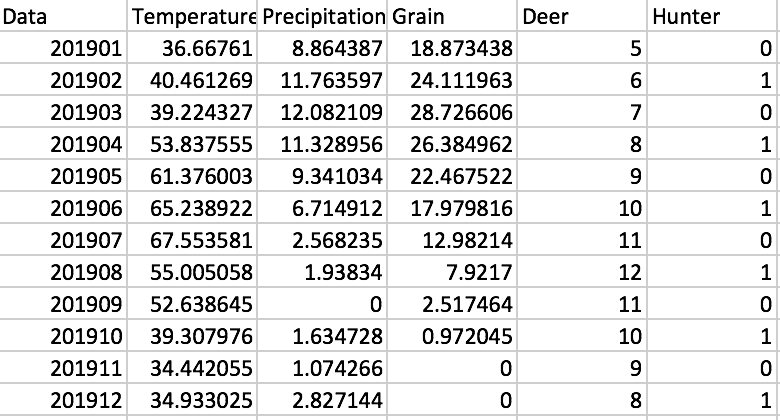 Data Temperature Precipitation Grain Deer Hunter
201901 36.66761 8.864387 18.873438 5 0
201902 40.461269 11.763597 24.111963 6 1
201903 39.224327 12.082109 28.726606 7 0
201904 53.837555 11.328956 26.384962 8 1
201905 61.376003 9.341034 22.467522 9 0
201906 65.238922 6.714912 17.979816 10 1
201907 67.553581 2.568235 12.98214 11 0
201908 55.005058 1.93834 7.9217 12 1
201909 52.638645 0 2.517464 11 0
201910 39.307976 1.634728 0.972045 10 1
201911 34.442055 1.074266 0 9 0
201912 34.933025 2.827144 0 8 1